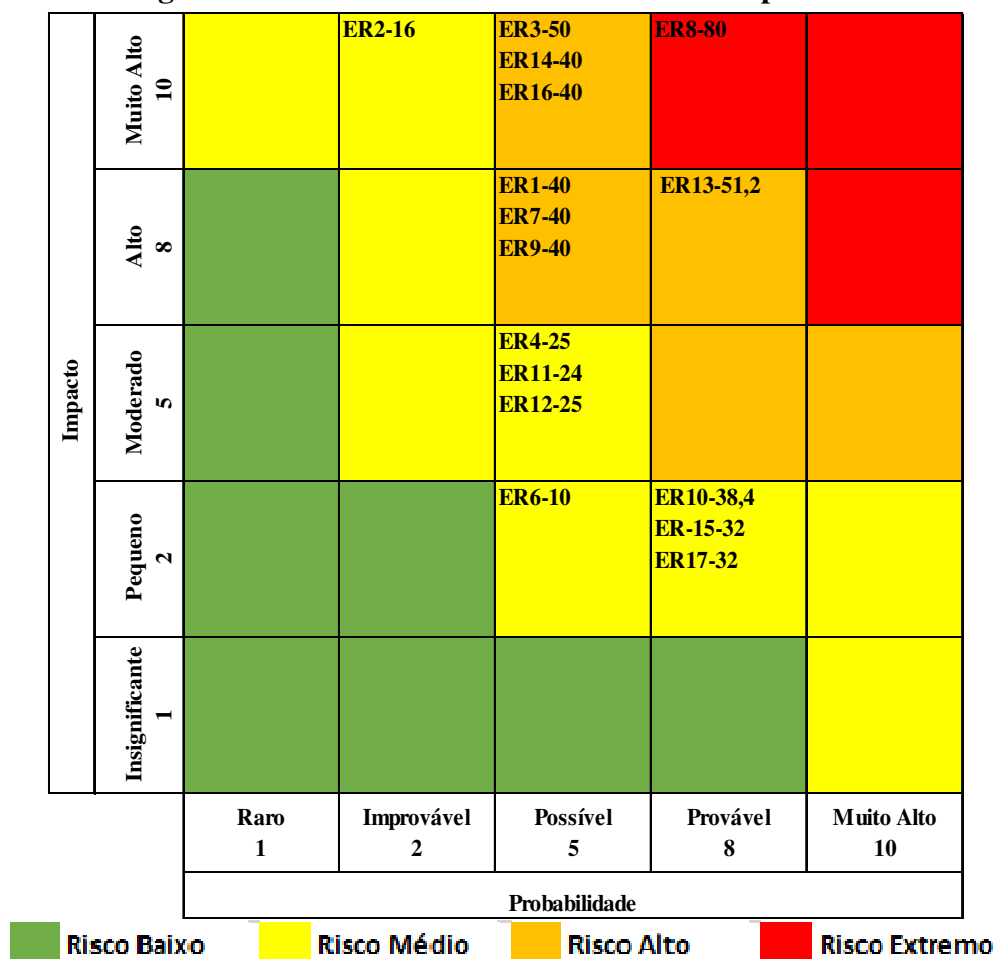 Impacto
Muito Alto
10
ER2-16
ER3-50
ER14-40
ER16-40
ER8-80
Alto
8
ER1-40
ER7-40
ER9-40
ER13-51,2
Moderado
5
ER4-25
ER11-24
ER12-25
Pequeno
2
ER6-10
ER10-38,4
ER-15-32
ER17-32
Insignificante
1
Raro
1
Improvável
2
Possível
5
Provável
8
Muito Alto
10
Probabilidade
Risco Baixo
Risco Médio
Risco Alto
Risco Extremo